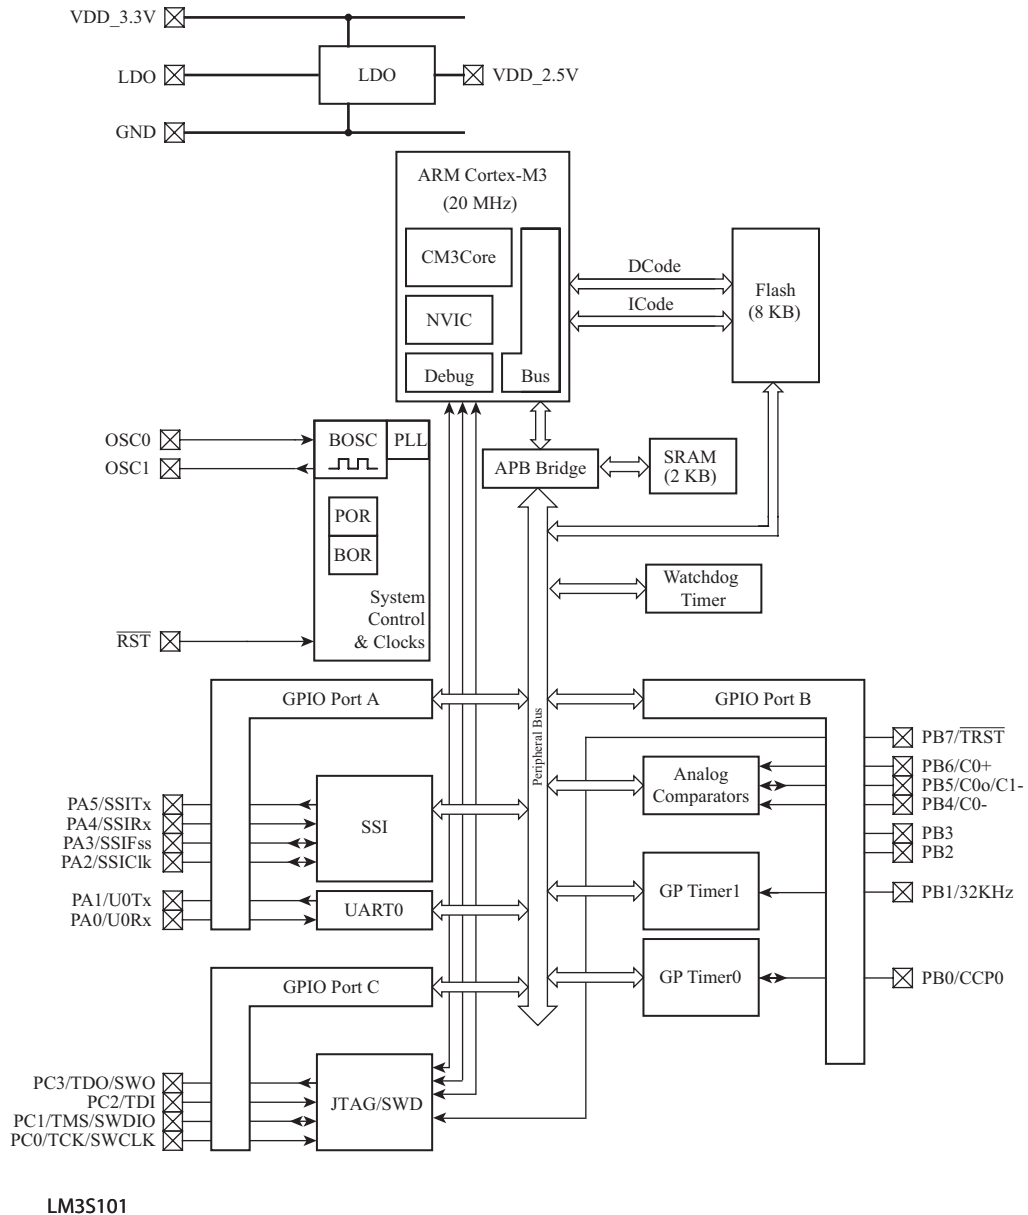 VDD_3.3V
LDO
LDO
VDD_2.5V
GND
ARM Cortex-M3
(20 MHz)
CM3Core
NVIC
Debug
Bus
DCode
ICode
Flash
(8 KB)
OSC0
OSC1
BOSC
PLL
POR
BOR
System
Control
& Clocks
RST
APB Bridge
SRAM
(2 KB)
Watchdog
Timer
Peripheral Bus
GPIO Port A
GPIO Port B
PB7/TRST
PB6/C0+
PB5/C0o/C1-
PB4/C0-
PB3
PB2
PB1/32KHz
PB0/CCP0
Analog
Comparators
GP Timer1
GP Timer0
PA5/SSITx
PA4/SSIRx
PA3/SSIFss
PA2/SSIClk
SSI
PA1/U0Tx
PA0/U0Rx
UART0
GPIO Port C
PC3/TDO/SWO
PC2/TDI
PC1/TMS/SWDIO
PC0/TCK/SWCLK
JTAG/SWD
LM3S101